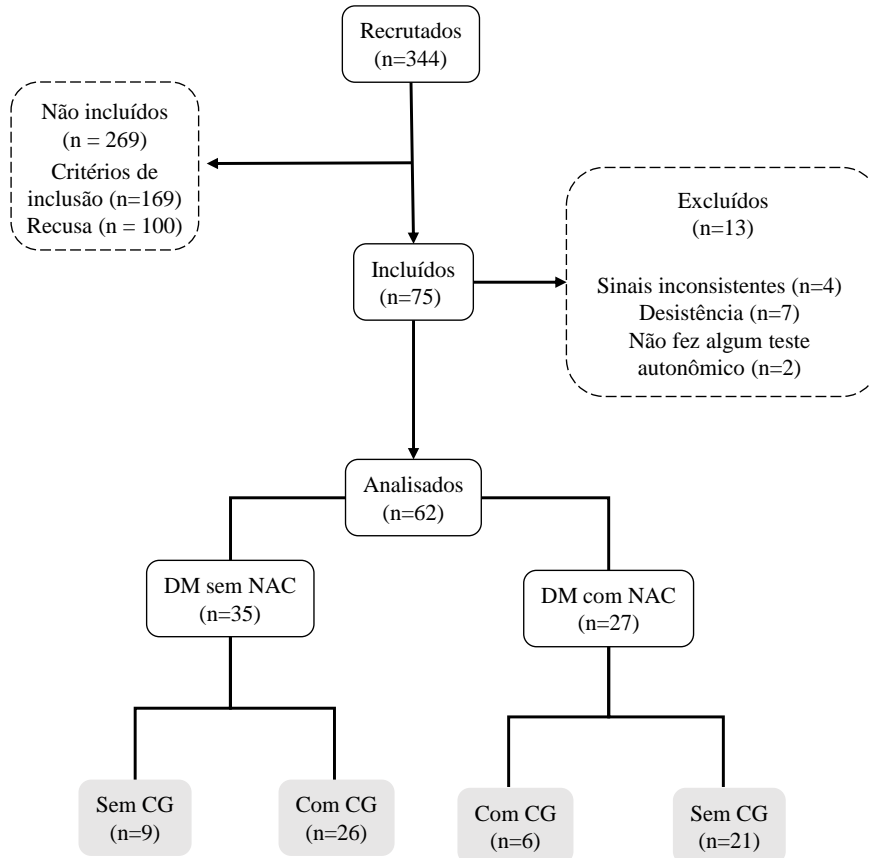 Recrutados
(n=344)
Não incluídos
(n = 269)
Critérios de
inclusão (n=169)
Recusa (n = 100)
Excluídos
(n=13)
Sinais inconsistentes (n=4)
Desistência (n=7)
Não fez algum teste
autonômico (n=2)
Incluídos
(n=75)
Analisados
(n=62)
DM sem NAC
(n=35)
DM com NAC
(n=27)
Sem CG
(n=9)
Com CG
(n=26)
Com CG
(n=6)
Sem CG
(n=21)